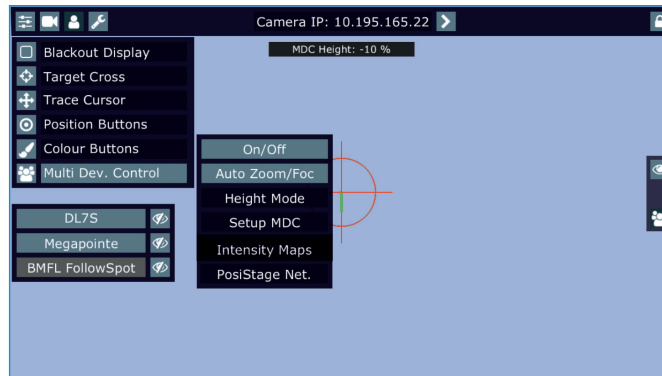 Camera IP: 10.195.165.22
MDC Height: -10 %
Blackout Display
Target Cross
Trace Cursor
Position Buttons
Colour Buttons
Multi Dev. Control
On/Off
Auto Zoom/Foc
Height Mode
Setup MDC
Intensity Maps
PosiStage Net.
DL7S
Megapointe
BMFL FollowSpot